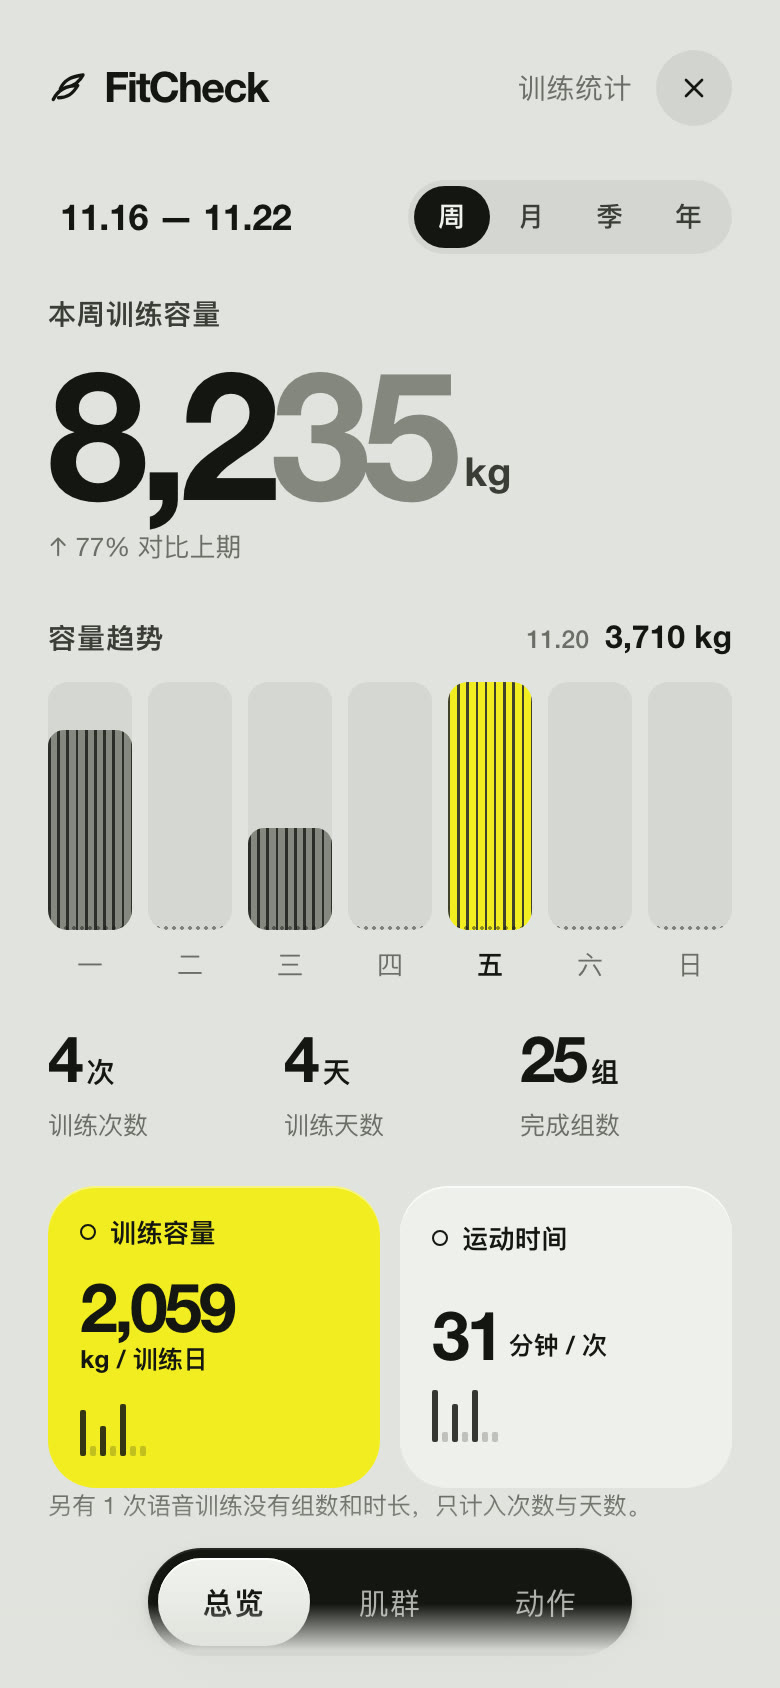 FitCheck
训练统计
11.16 — 11.22
周 月 季 年
本周训练容量
8,235 kg
↑ 77% 对比上期
容量趋势
11.20 3,710 kg
一 二 三 四 五 六 日
4次 4天 25组
训练次数 训练天数 完成组数
训练容量
2,059
kg / 训练日
运动时间
31 分钟 / 次
另有 1 次语音训练没有组数和时长，只计入次数与天数。
总览 肌群 动作